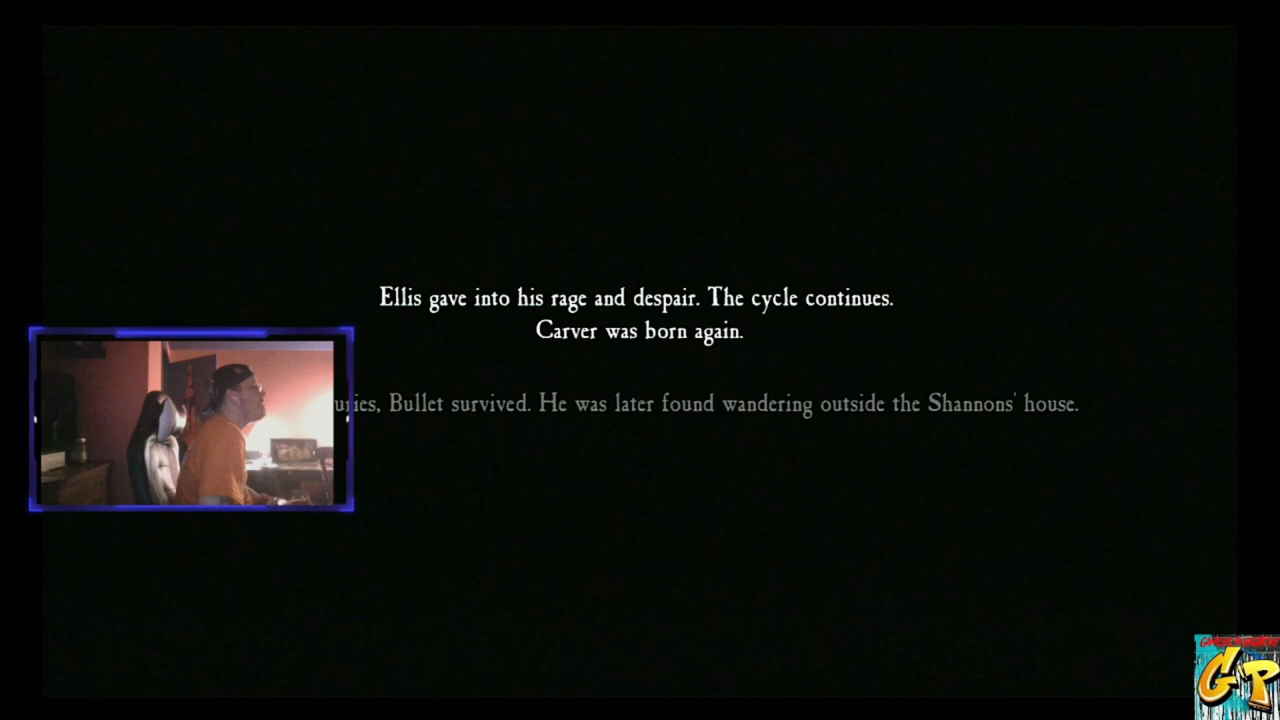 Ellis gave into his rage and despair. The cycle continues.
Carver was born again.
Bullet survived. He was later found wandering outside the Shannons' house.
GP